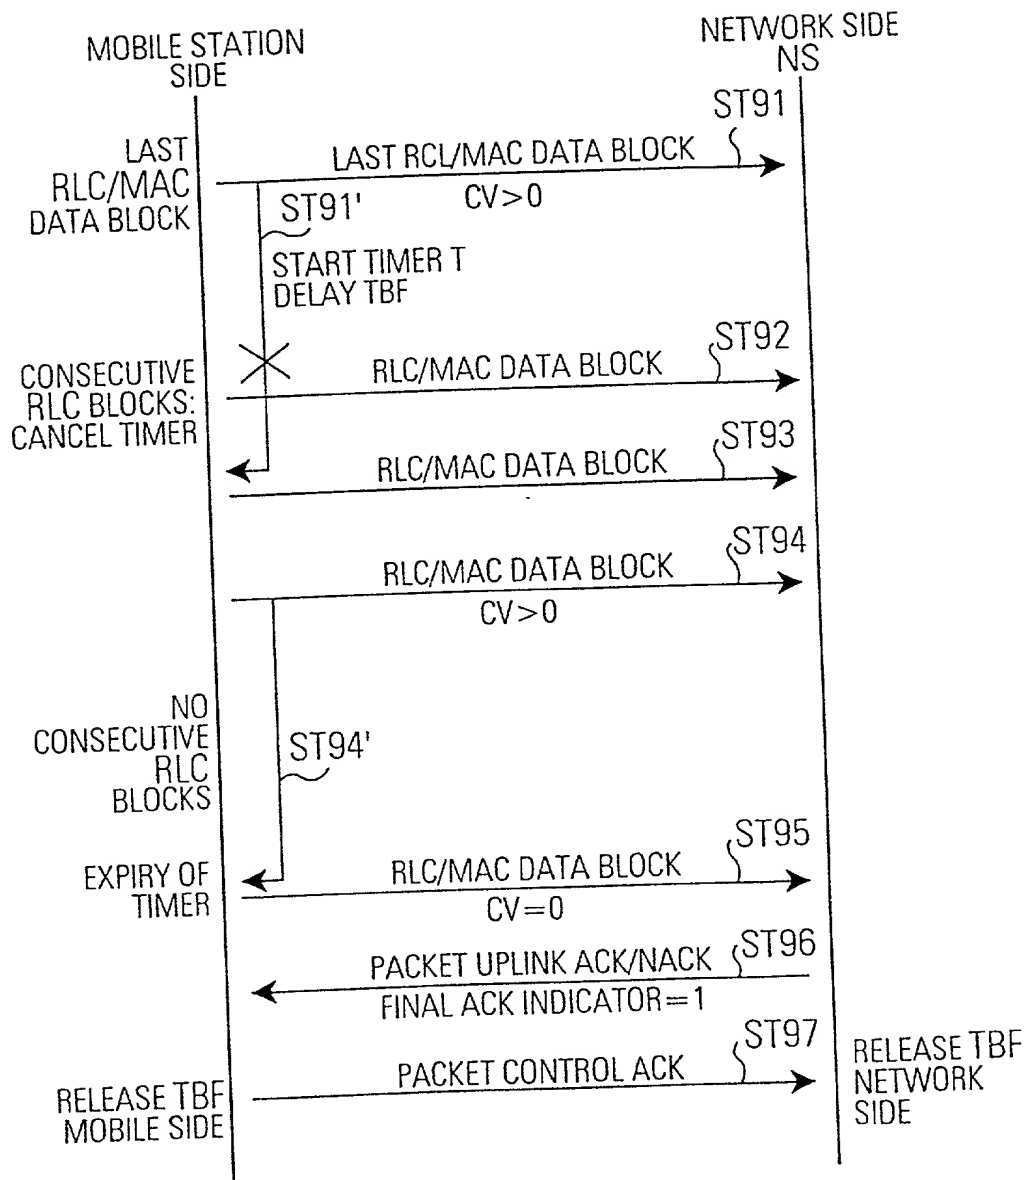 MOBILE STATION
SIDE
NETWORK SIDE
NS
ST91
LAST
RLC/MAC
DATA BLOCK
LAST RCL/MAC DATA BLOCK
CV>0
ST91'
START TIMER T
DELAY TBF
ST92
CONSECUTIVE
RLC BLOCKS:
CANCEL TIMER
RLC/MAC DATA BLOCK
ST93
RLC/MAC DATA BLOCK
ST94
RLC/MAC DATA BLOCK
CV>0
NO
CONSECUTIVE
RLC
BLOCKS
ST94'
ST95
EXPIRY OF
TIMER
RLC/MAC DATA BLOCK
CV=0
ST96
PACKET UPLINK ACK/NACK
FINAL ACK INDICATOR=1
ST97
PACKET CONTROL ACK
RELEASE TBF
MOBILE SIDE
RELEASE TBF
NETWORK
SIDE